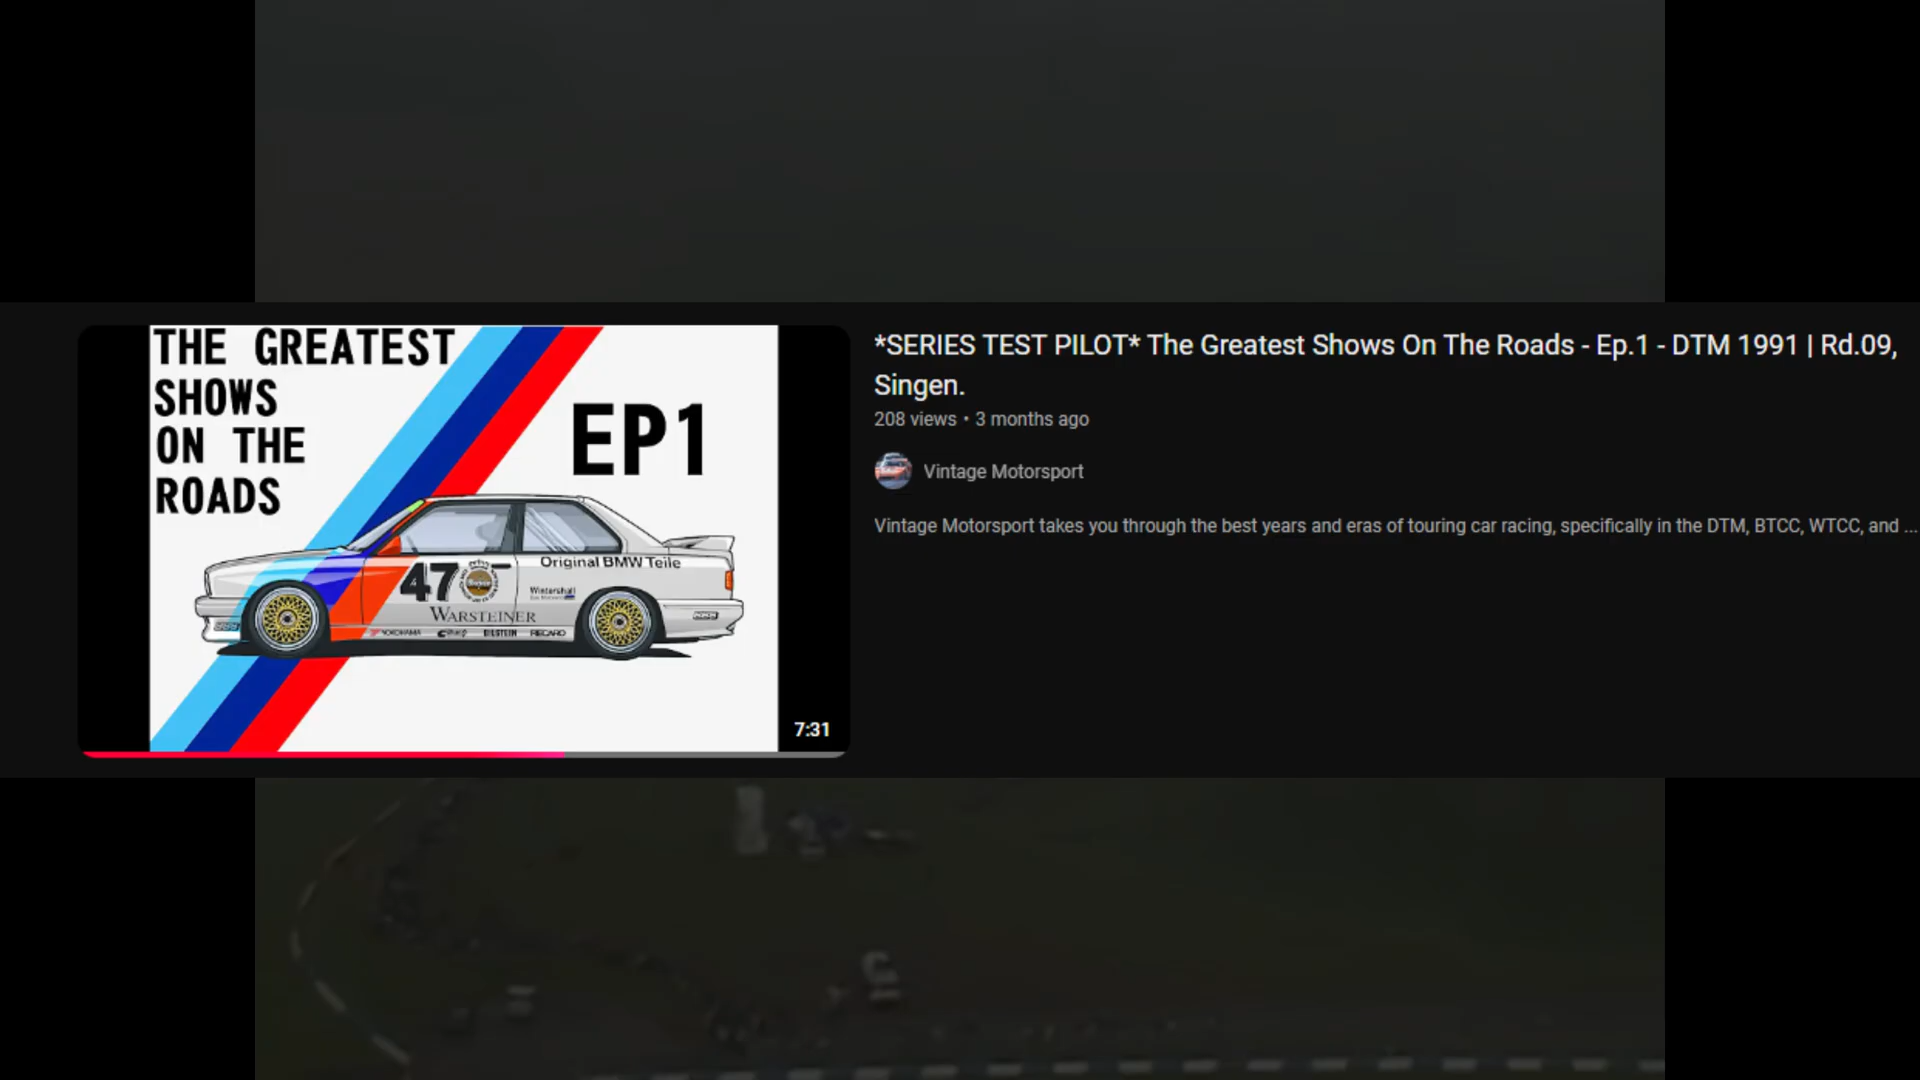 THE GREATEST
SHOWS
ON THE
ROADS
EP1
Original BMW Teile
47
Wintershall
WARSTEINER
YOKOHAMA
BILSTEIN RECARO
7:31
*SERIES TEST PILOT* The Greatest Shows On The Roads - Ep.1 - DTM 1991 | Rd.09,
Singen.
208 views • 3 months ago
Vintage Motorsport
Vintage Motorsport takes you through the best years and eras of touring car racing, specifically in the DTM, BTCC, WTCC, and ...